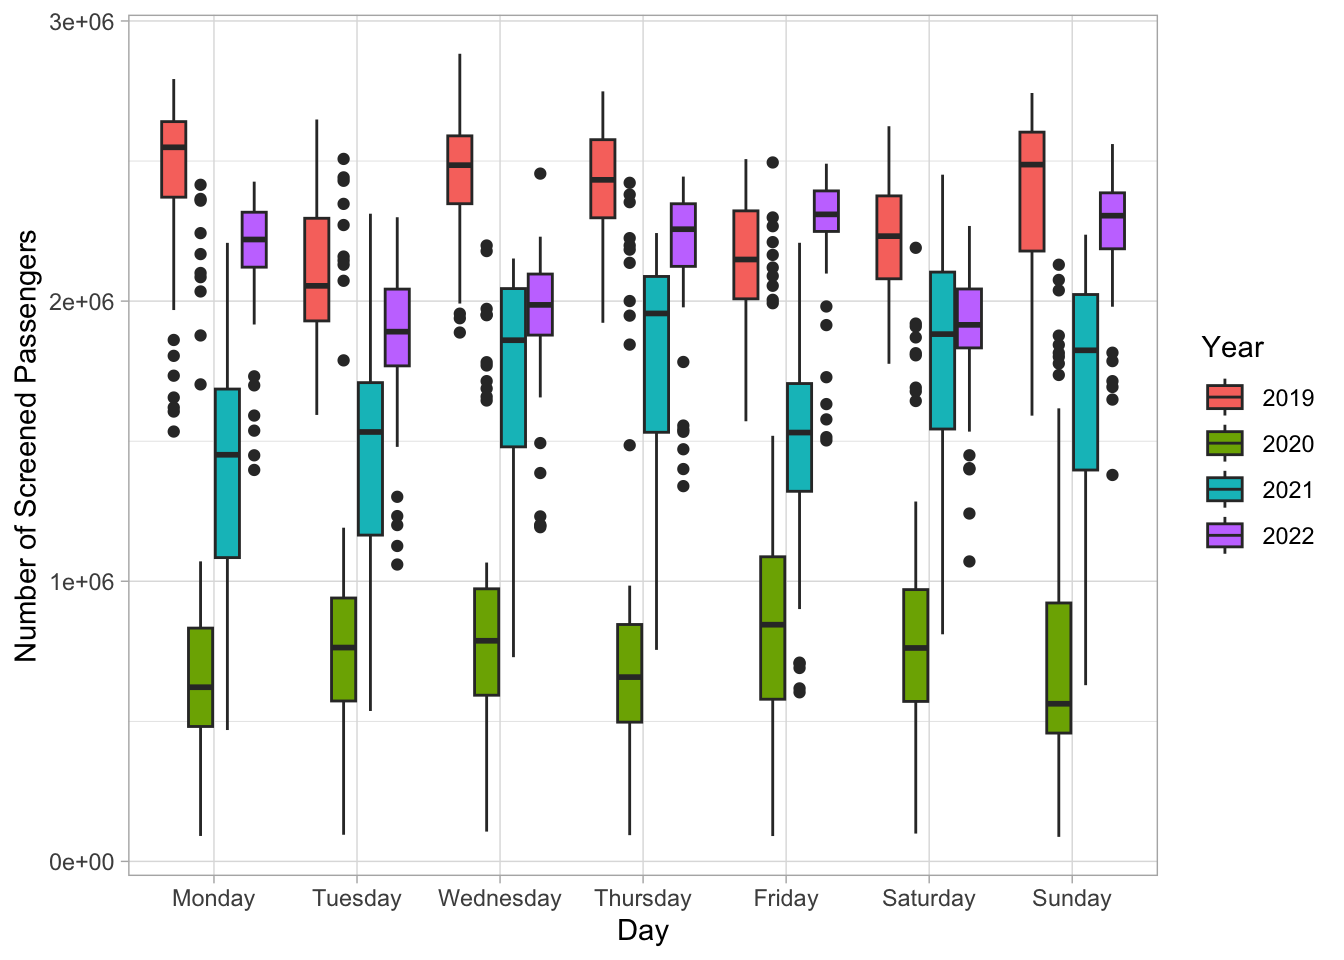 Number of Screened Passengers
3e+06
2e+06
1e+06
0e+00
Monday Tuesday Wednesday Thursday Friday Saturday Sunday
Day
Year
2019
2020
2021
2022